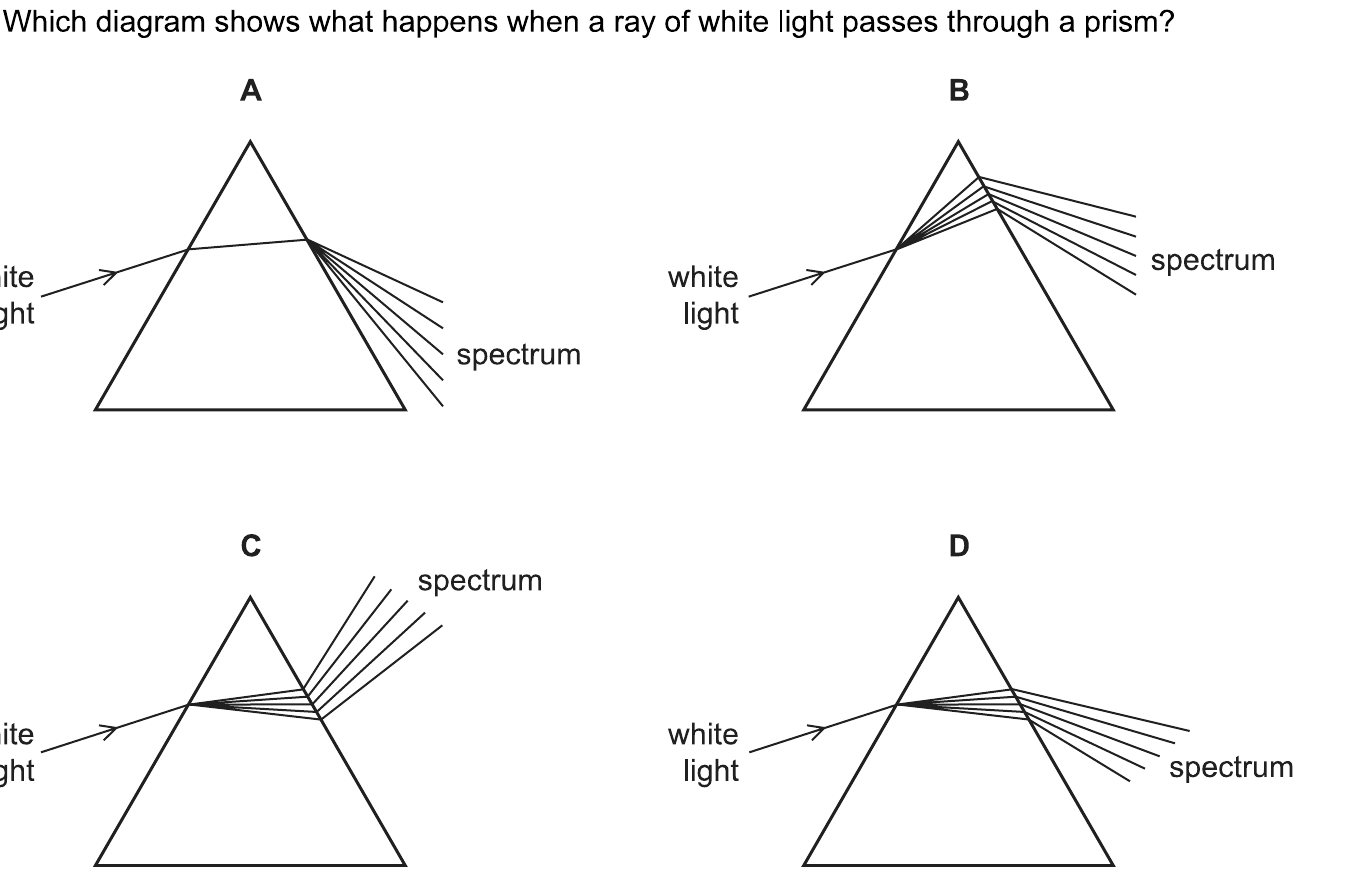 Which diagram shows what happens when a ray of white light passes through a prism?
A
B
ite
ght
spectrum
white
light
spectrum
C
D
ite
ght
spectrum
white
light
spectrum